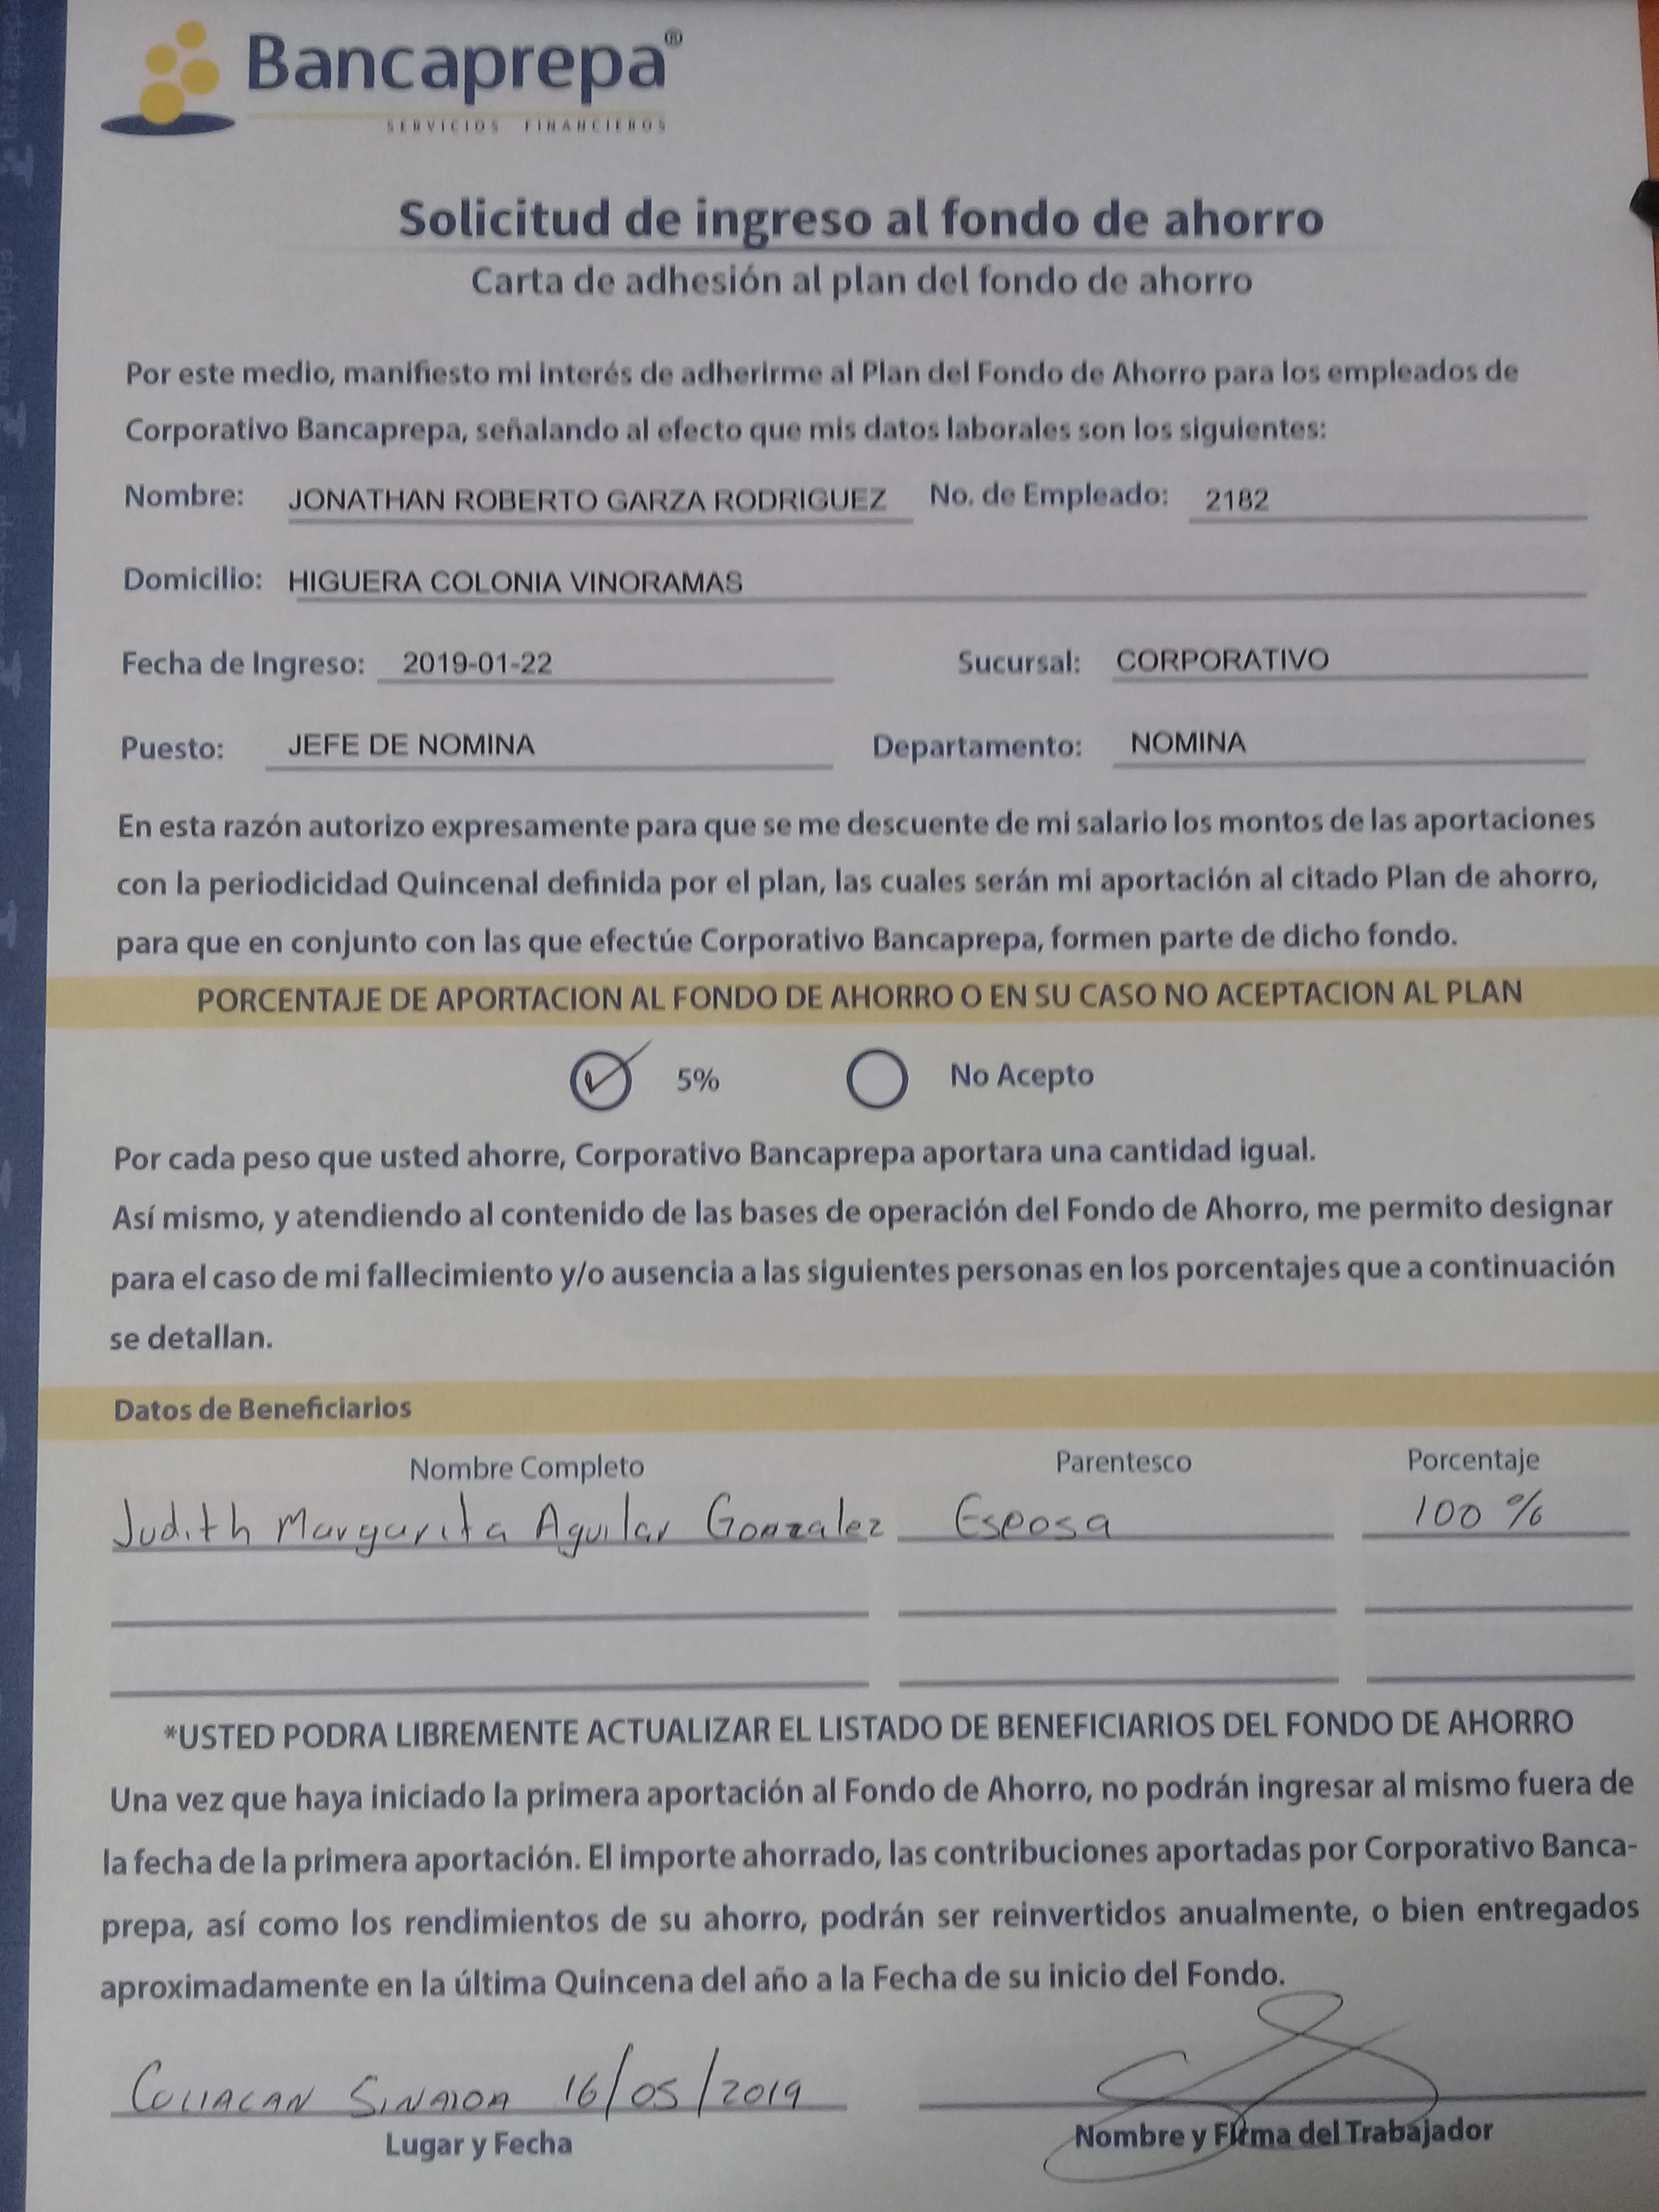 Bancaprepa®
SERVICIOS FINANCIEROS
Solicitud de ingreso al fondo de ahorro
Carta de adhesión al plan del fondo de ahorro
Por este medio, manifiesto mi interés de adherirme al Plan del Fondo de Ahorro para los empleados de
Corporativo Bancaprepa, señalando al efecto que mis datos laborales son los siguientes:
Nombre: JONATHAN ROBERTO GARZA RODRIGUEZ No. de Empleado: 2182
Domicilio: HIGUERA COLONIA VINORAMAS
Fecha de Ingreso: 2019-01-22 Sucursal: CORPORATIVO
Puesto: JEFE DE NOMINA Departamento: NOMINA
En esta razón autorizo expresamente para que se me descuente de mi salario los montos de las aportaciones
con la periodicidad Quincenal definida por el plan, las cuales serán mi aportación al citado Plan de ahorro,
para que en conjunto con las que efectúe Corporativo Bancaprepa, formen parte de dicho fondo.
PORCENTAJE DE APORTACION AL FONDO DE AHORRO O EN SU CASO NO ACEPTACION AL PLAN
5% No Acepto
Por cada peso que usted ahorre, Corporativo Bancaprepa aportara una cantidad igual.
Así mismo, y atendiendo al contenido de las bases de operación del Fondo de Ahorro, me permito designar
para el caso de mi fallecimiento y/o ausencia a las siguientes personas en los porcentajes que a continuación
se detallan.
Datos de Beneficiarios
Nombre Completo Parentesco Porcentaje
Judith Margarita Aguilar Gonzalez Esposa 100 %
*USTED PODRA LIBREMENTE ACTUALIZAR EL LISTADO DE BENEFICIARIOS DEL FONDO DE AHORRO
Una vez que haya iniciado la primera aportación al Fondo de Ahorro, no podrán ingresar al mismo fuera de
la fecha de la primera aportación. El importe ahorrado, las contribuciones aportadas por Corporativo Banca-
prepa, así como los rendimientos de su ahorro, podrán ser reinvertidos anualmente, o bien entregados
aproximadamente en la última Quincena del año a la Fecha de su inicio del Fondo.
CULIACAN SINALOA 16/05/2019
Lugar y Fecha Nombre y Firma del Trabajador